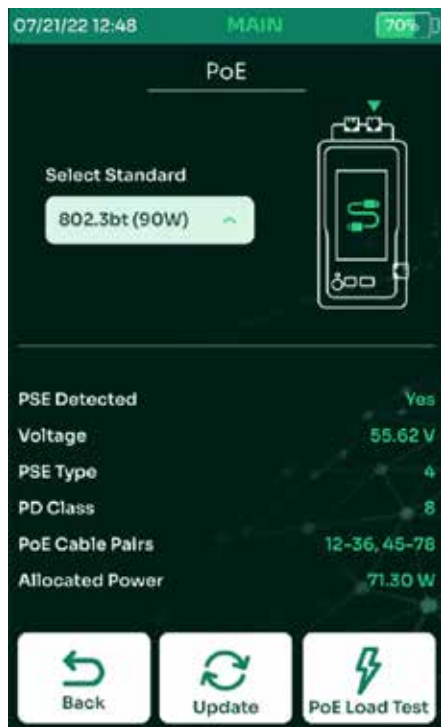 07/21/22 12:48 MAIN 70%
PoE
Select Standard
802.3bt (90W)
PSE Detected Yes
Voltage 55.62 V
PSE Type 4
PD Class 8
PoE Cable Pairs 12-36, 45-78
Allocated Power 71.30 W
Back Update PoE Load Test